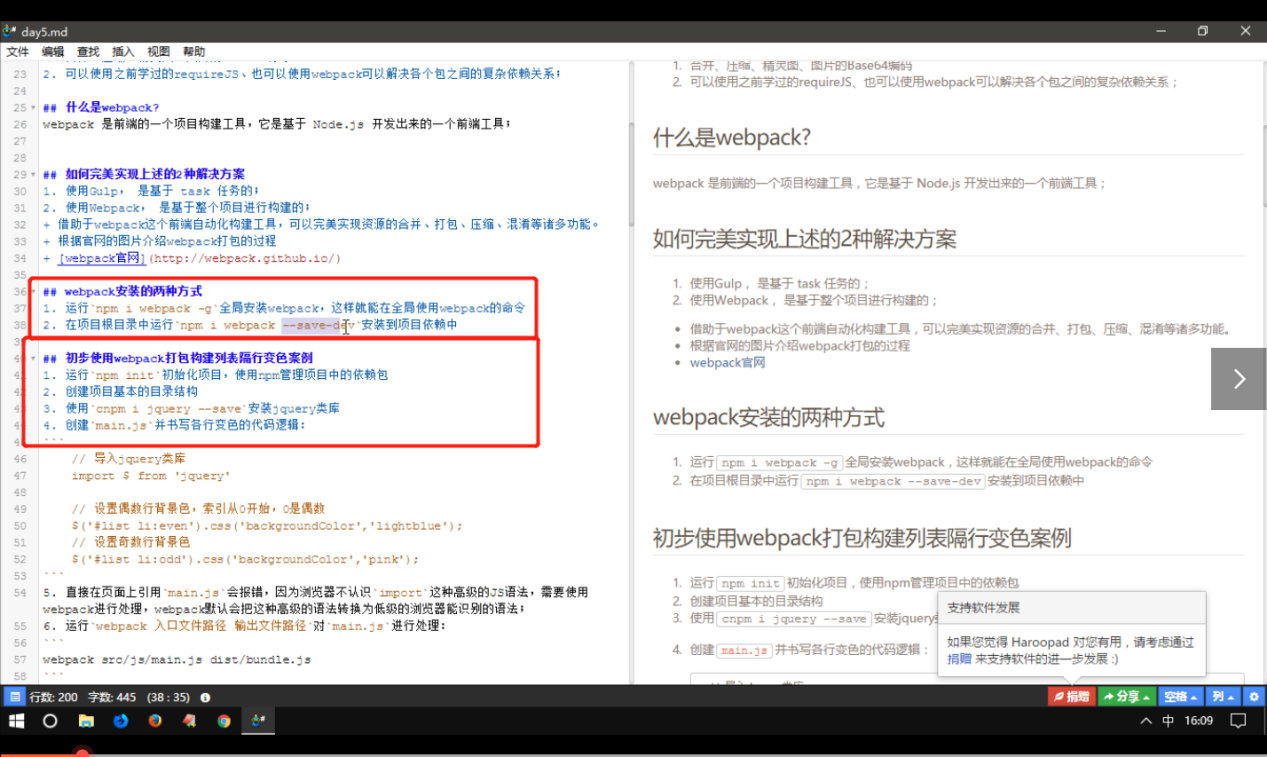 day5.md
文件 编辑 查找 插入 视图 帮助
23 2. 可以使用之前学过的requireJS、也可以使用webpack可以解决各个包之间的复杂依赖关系；
24
25 ## 什么是webpack?
26 webpack 是前端的一个项目构建工具，它是基于 Node.js 开发出来的一个前端工具；
27
28
29 ## 如何完美实现上述的2种解决方案
30 1. 使用Gulp， 是基于 task 任务的；
31 2. 使用Webpack， 是基于整个项目进行构建的；
32 + 借助于webpack这个前端自动化构建工具，可以完美实现资源的合并、打包、压缩、混淆等诸多功能。
33 + 根据官网的图片介绍webpack打包的过程
34 + [webpack官网](http://webpack.github.io/)
35
36 ## webpack安装的两种方式
37 1. 运行`npm i webpack -g`全局安装webpack，这样就能在全局使用webpack的命令
38 2. 在项目根目录中运行`npm i webpack --save-dev`安装到项目依赖中
## 初步使用webpack打包构建列表隔行变色案例
1. 运行`npm init`初始化项目，使用npm管理项目中的依赖包
2. 创建项目基本的目录结构
3. 使用`cnpm i jquery --save`安装jquery类库
4. 创建`main.js`并书写各行变色的代码逻辑：
```
46 // 导入jquery类库
47 import $ from 'jquery'
48
49 // 设置偶数行背景色，索引从0开始，0是偶数
50 $('#list li:even').css('backgroundColor','lightblue');
51 // 设置奇数行背景色
52 $('#list li:odd').css('backgroundColor','pink');
53 ```
54 5. 直接在页面上引用`main.js`会报错，因为浏览器不认识`import`这种高级的JS语法，需要使用
webpack进行处理，webpack默认会把这种高级的语法转换为低级的浏览器能识别的语法；
55 6. 运行`webpack 入口文件路径 输出文件路径`对`main.js`进行处理：
56 ```
57 webpack src/js/main.js dist/bundle.js
58 ```
1. 合并、压缩、精灵图、图片的Base64编码
2. 可以使用之前学过的requireJS、也可以使用webpack可以解决各个包之间的复杂依赖关系；
什么是webpack?
webpack 是前端的一个项目构建工具，它是基于 Node.js 开发出来的一个前端工具；
如何完美实现上述的2种解决方案
1. 使用Gulp， 是基于 task 任务的；
2. 使用Webpack， 是基于整个项目进行构建的；
• 借助于webpack这个前端自动化构建工具，可以完美实现资源的合并、打包、压缩、混淆等诸多功能。
• 根据官网的图片介绍webpack打包的过程
• webpack官网
webpack安装的两种方式
1. 运行 npm i webpack -g 全局安装webpack，这样就能在全局使用webpack的命令
2. 在项目根目录中运行 npm i webpack --save-dev 安装到项目依赖中
初步使用webpack打包构建列表隔行变色案例
1. 运行 npm init 初始化项目，使用npm管理项目中的依赖包
2. 创建项目基本的目录结构
3. 使用 cnpm i jquery --save 安装jquery
4. 创建 main.js 并书写各行变色的代码逻辑：
支持软件发展
如果您觉得 Haroopad 对您有用，请考虑通过
捐赠 来支持软件的进一步发展 :)
行数: 200 字数: 445 (38 : 35)
捐赠 分享 空格 列
中 16:09